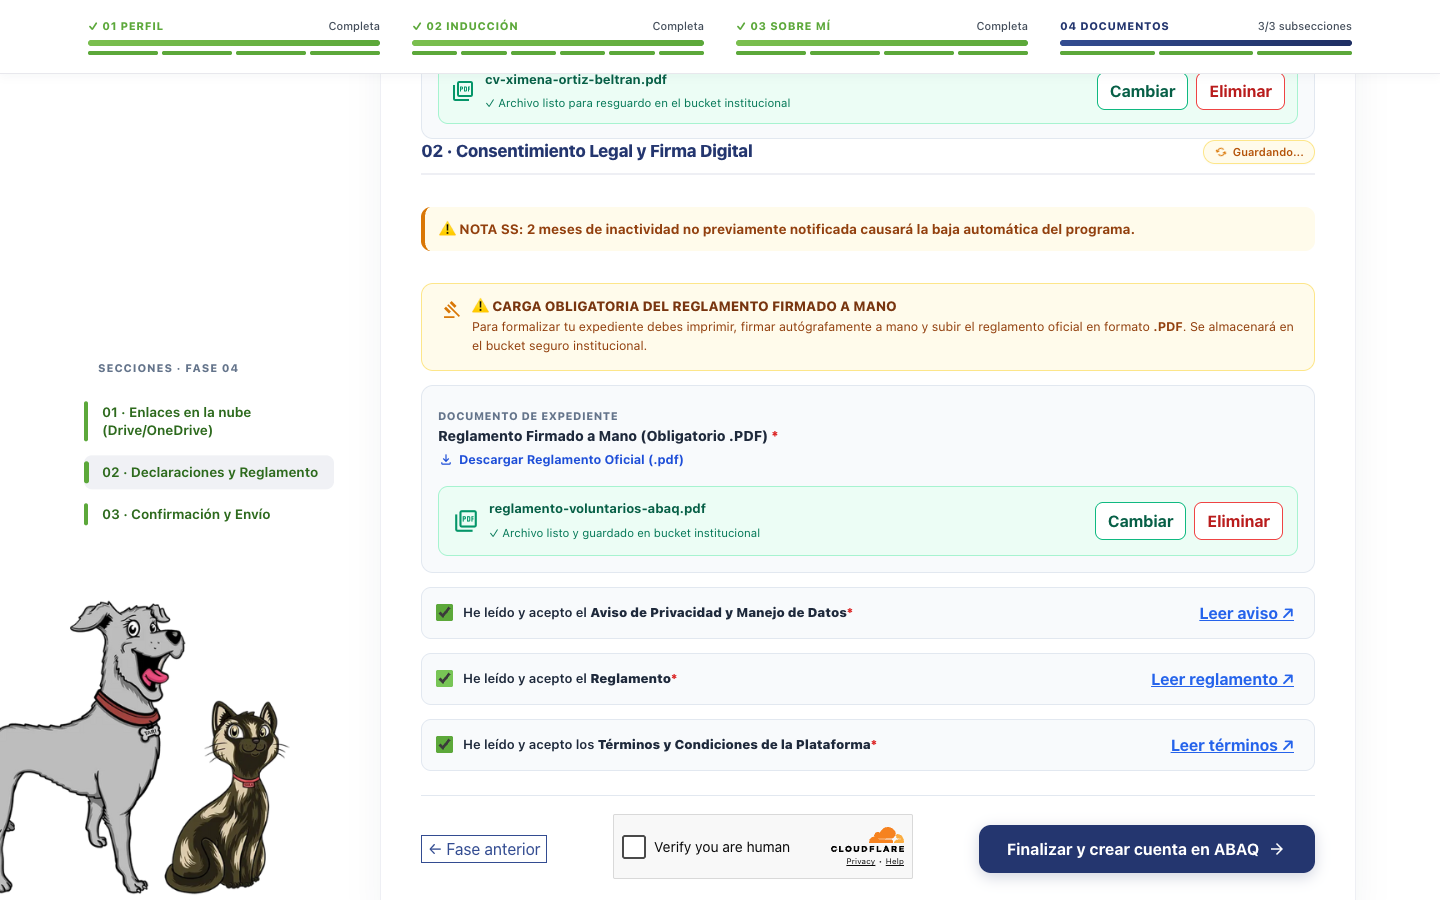 ✓ 01 PERFIL
Completa
✓ 02 INDUCCIÓN
Completa
✓ 03 SOBRE MÍ
Completa
04 DOCUMENTOS
3/3 subsecciones
cv-ximena-ortiz-beltran.pdf
✓ Archivo listo para resguardo en el bucket institucional
Cambiar
Eliminar
02 · Consentimiento Legal y Firma Digital
Guardando...
⚠️ NOTA SS: 2 meses de inactividad no previamente notificada causará la baja automática del programa.
⚠️ CARGA OBLIGATORIA DEL REGLAMENTO FIRMADO A MANO
Para formalizar tu expediente debes imprimir, firmar autógrafamente a mano y subir el reglamento oficial en formato .PDF. Se almacenará en
el bucket seguro institucional.
SECCIONES · FASE 04
01 · Enlaces en la nube
(Drive/OneDrive)
02 · Declaraciones y Reglamento
03 · Confirmación y Envío
DOCUMENTO DE EXPEDIENTE
Reglamento Firmado a Mano (Obligatorio .PDF) *
Descargar Reglamento Oficial (.pdf)
PDF
reglamento-voluntarios-abaq.pdf
✓ Archivo listo y guardado en bucket institucional
Cambiar
Eliminar
He leído y acepto el Aviso de Privacidad y Manejo de Datos*
Leer aviso ↗
He leído y acepto el Reglamento*
Leer reglamento ↗
He leído y acepto los Términos y Condiciones de la Plataforma*
Leer términos ↗
← Fase anterior
Verify you are human
CLOUDFLARE
Privacy • Help
Finalizar y crear cuenta en ABAQ →